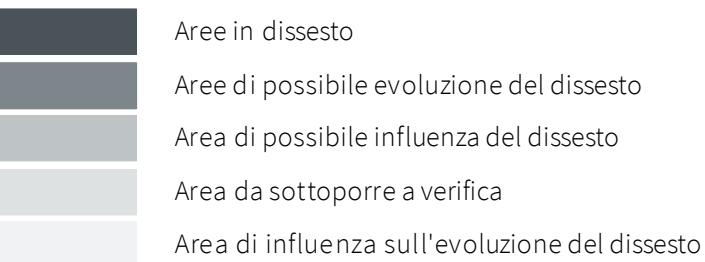 Aree in dissesto
Aree di possibile evoluzione del dissesto
Area di possibile influenza del dissesto
Area da sottoporre a verifica
Area di influenza sull'evoluzione del dissesto